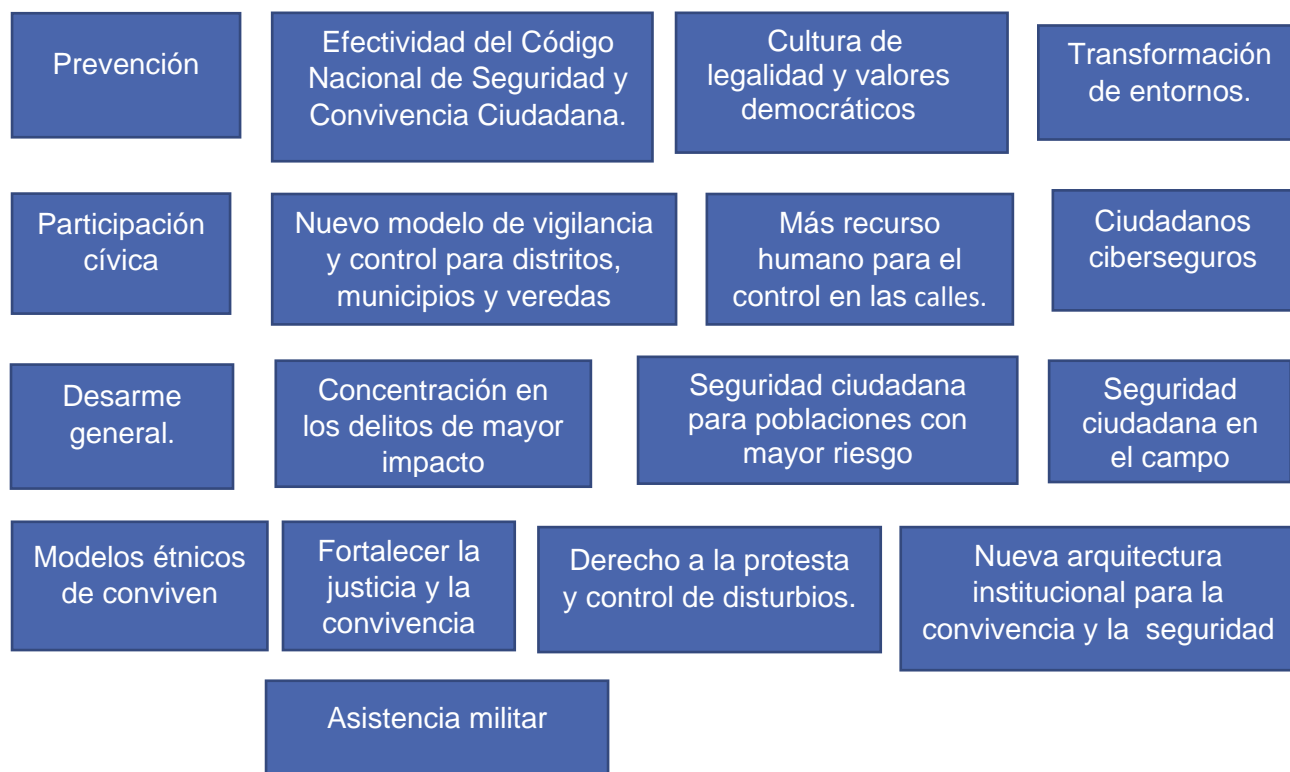 Prevención
Efectividad del Código
Nacional de Seguridad y
Convivencia Ciudadana.
Cultura de
legalidad y valores
democráticos
Transformación
de entornos.
Participación
cívica
Nuevo modelo de vigilancia
y control para distritos,
municipios y veredas
Más recurso
humano para el
control en las calles.
Ciudadanos
ciberseguros
Desarme
general.
Concentración en
los delitos de mayor
impacto
Seguridad ciudadana
para poblaciones con
mayor riesgo
Seguridad
ciudadana en
el campo
Modelos étnicos
de conviven
Fortalecer la
justicia y la
convivencia
Derecho a la protesta
y control de disturbios.
Nueva arquitectura
institucional para la
convivencia y la seguridad
Asistencia militar